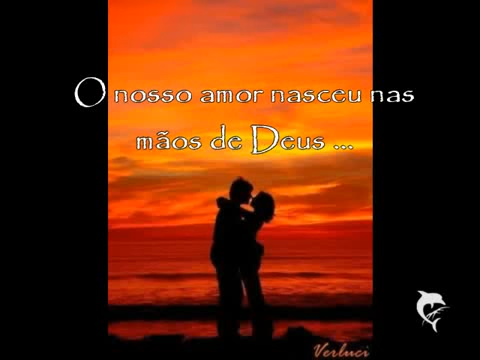 O nosso amor nasceu nas
mãos de Deus ...
Verluci